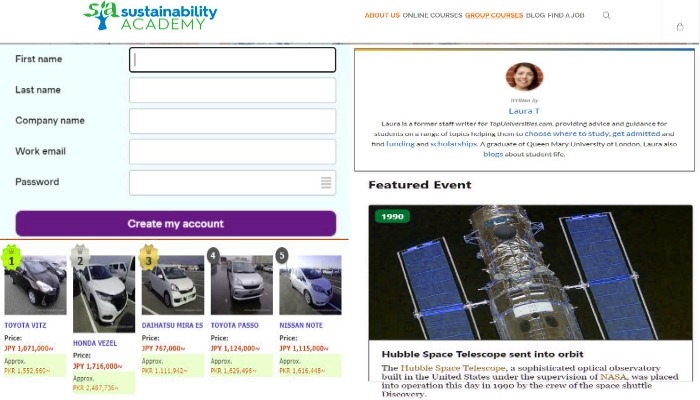 sustainability
ACADEMY
ABOUT US ONLINE COURSES GROUP COURSES BLOG FIND A JOB
First name
Last name
Company name
Work email
Password
Create my account
1
2
3
4
5
TOYOTA VITZ
Price:
JPY 1,071,000~
Approx.
PKR 1,552,660~
HONDA VEZEL
Price:
JPY 1,716,000~
Approx.
PKR 2,487,736~
DAIHATSU MIRA ES
Price:
JPY 767,000~
Approx.
PKR 1,111,942~
TOYOTA PASSO
Price:
JPY 1,124,000~
Approx.
PKR 1,629,496~
NISSAN NOTE
Price:
JPY 1,115,000~
Approx.
PKR 1,616,448~
Written by
Laura T
Laura is a former staff writer for TopUniversities.com, providing advice and guidance for
students on a range of topics helping them to choose where to study, get admitted and
find funding and scholarships. A graduate of Queen Mary University of London, Laura also
blogs about student life.
Featured Event
1990
Hubble Space Telescope sent into orbit
The Hubble Space Telescope, a sophisticated optical observatory
built in the United States under the supervision of NASA, was placed
into operation this day in 1990 by the crew of the space shuttle
Discovery.